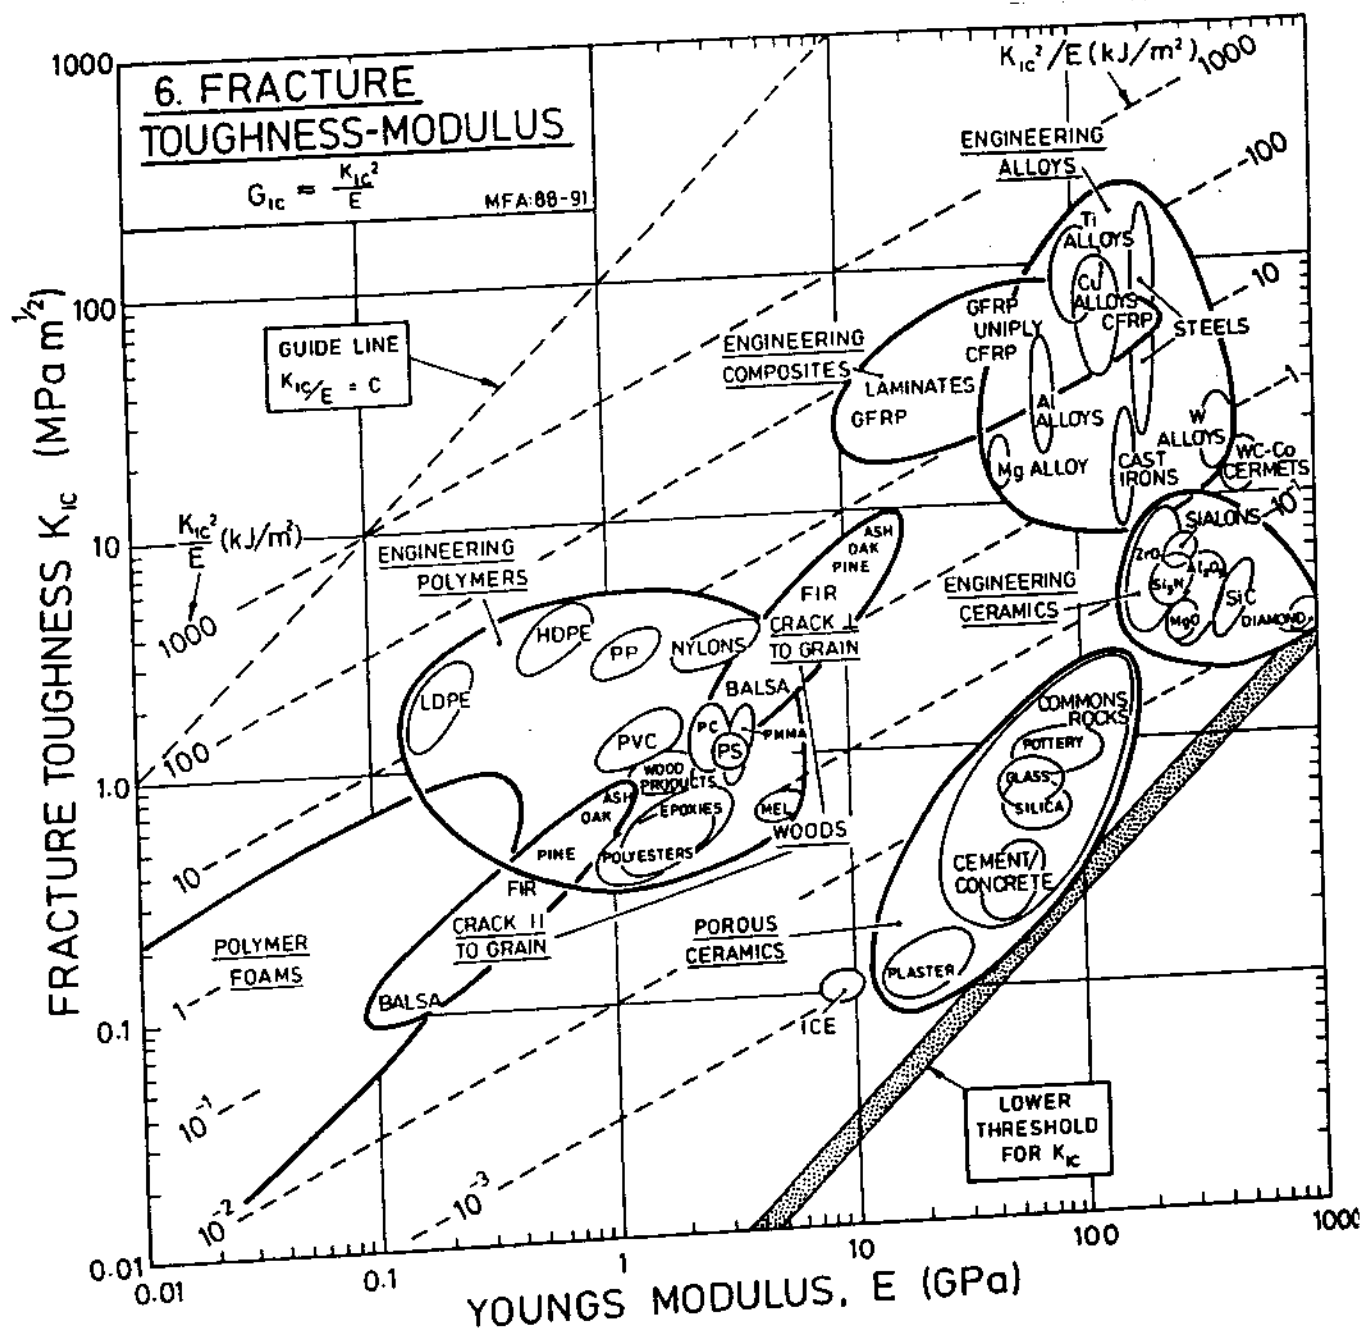 6. FRACTURE
TOUGHNESS-MODULUS
G_IC ≈ K_IC²/E
MFA:88-91
K_IC²/E (kJ/m²)
1000
100
10
1
10⁻¹
1000
100
10
1.0
0.1
0.01
FRACTURE TOUGHNESS K_IC (MPa m^1/2)
GUIDE LINE
K_IC/E = C
ENGINEERING
ALLOYS
Ti
ALLOYS
Cu
ALLOYS
CFRP
STEELS
GFRP
UNIPLY
CFRP
ENGINEERING
COMPOSITES
LAMINATES
GFRP
Al
ALLOYS
W
ALLOYS
Mg ALLOY
CAST
IRONS
WC-Co
CERMETS
K_IC²/E (kJ/m²)
1000
100
10
1
10⁻¹
10⁻²
10⁻³
ENGINEERING
POLYMERS
HDPE
PP
NYLONS
LDPE
PVC
PC
PS
PMMA
WOOD
PRODUCTS
ASH
OAK
PINE
FIR
EPOXIES
POLYESTERS
MEL
WOODS
ASH
OAK
PINE
FIR
CRACK ⊥
TO GRAIN
BALSA
CRACK II
TO GRAIN
BALSA
POLYMER
FOAMS
ENGINEERING
CERAMICS
SIALONS
ZrO₂
Al₂O₃
Si₃N
SiC
MgO
DIAMOND
COMMONS
ROCKS
POTTERY
GLASS
SILICA
CEMENT/
CONCRETE
POROUS
CERAMICS
PLASTER
ICE
LOWER
THRESHOLD
FOR K_IC
0.01
0.1
1
10
100
1000
YOUNGS MODULUS, E (GPa)